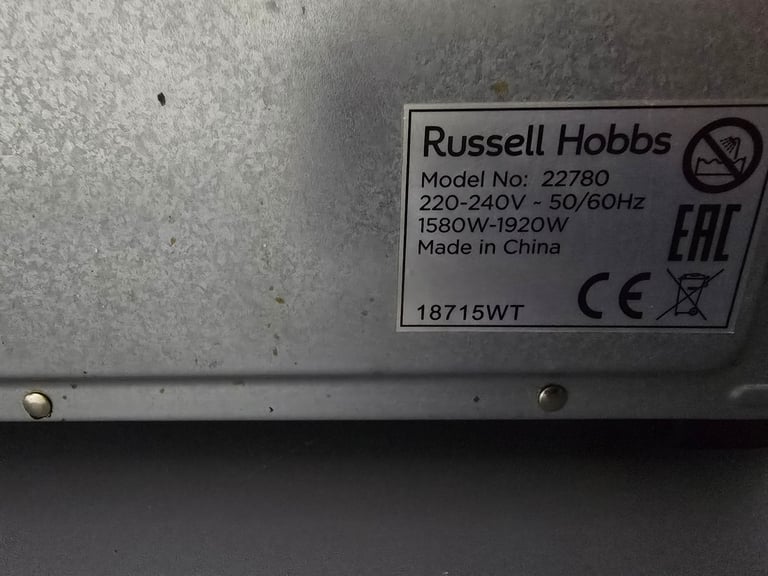 Russell Hobbs
Model No: 22780
220-240V ~ 50/60Hz
1580W-1920W
Made in China
EAC
CE
18715WT